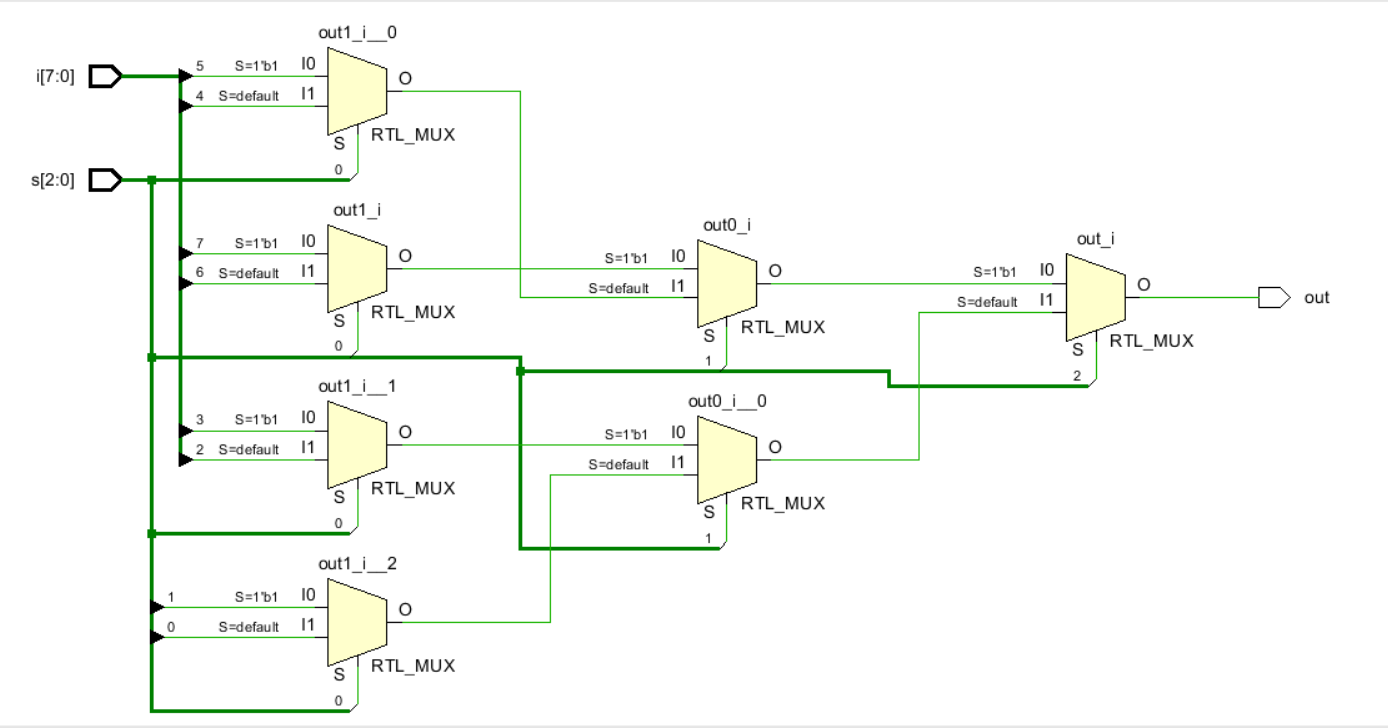 out1_i__0
i[7:0]
5 S=1'b1 I0
O
4 S=default I1
S RTL_MUX
0
s[2:0]
out1_i
7 S=1'b1 I0
O
6 S=default I1
S RTL_MUX
0
out0_i
S=1'b1 I0
O
S=default I1
S RTL_MUX
1
out_i
S=1'b1 I0
O
S=default I1
S RTL_MUX
2
out
out1_i__1
3 S=1'b1 I0
O
2 S=default I1
S RTL_MUX
0
out0_i__0
S=1'b1 I0
O
S=default I1
S RTL_MUX
1
out1_i__2
1 S=1'b1 I0
O
0 S=default I1
S RTL_MUX
0